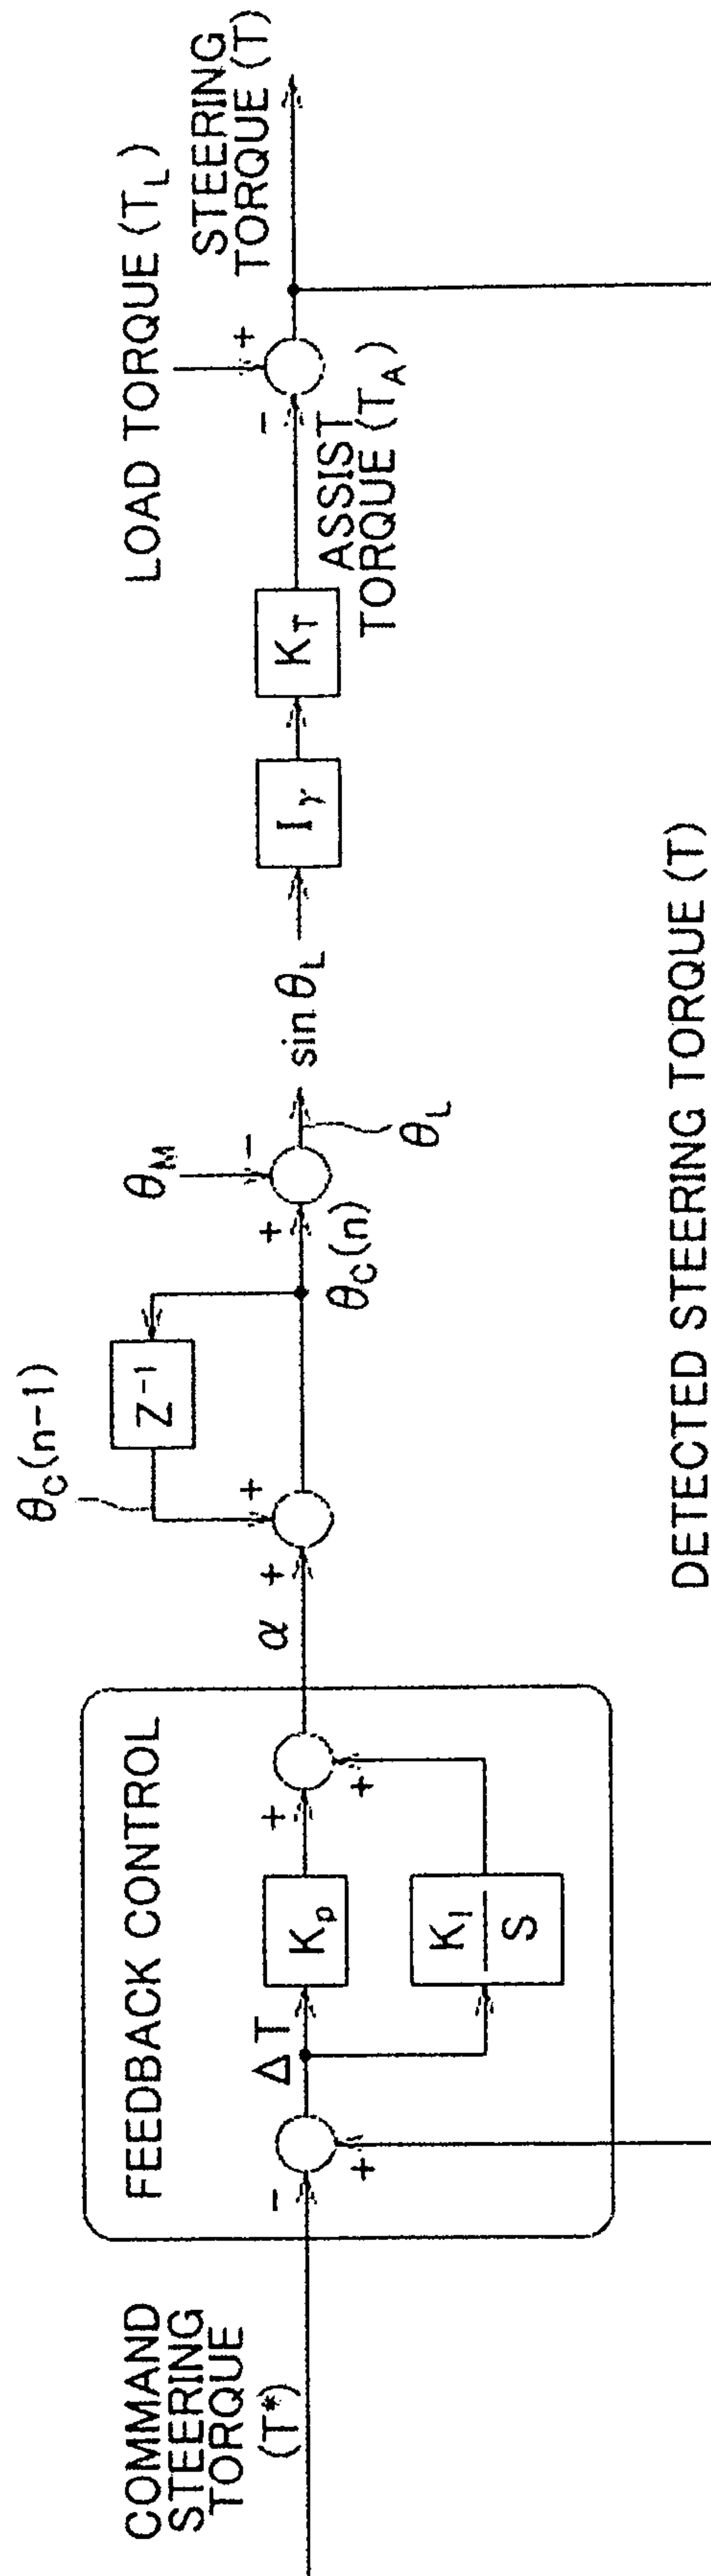 COMMAND
STEERING
TORQUE
(T*)
FEEDBACK CONTROL
−
+
ΔT
Kp
KI
S
+
+
α
+
+
θC(n−1)
Z−1
θC(n)
+
θM
−
θL
sin θL
Iγ
KT
ASSIST
TORQUE (TA)
LOAD TORQUE (TL)
−
+
STEERING
TORQUE (T)
DETECTED STEERING TORQUE (T)